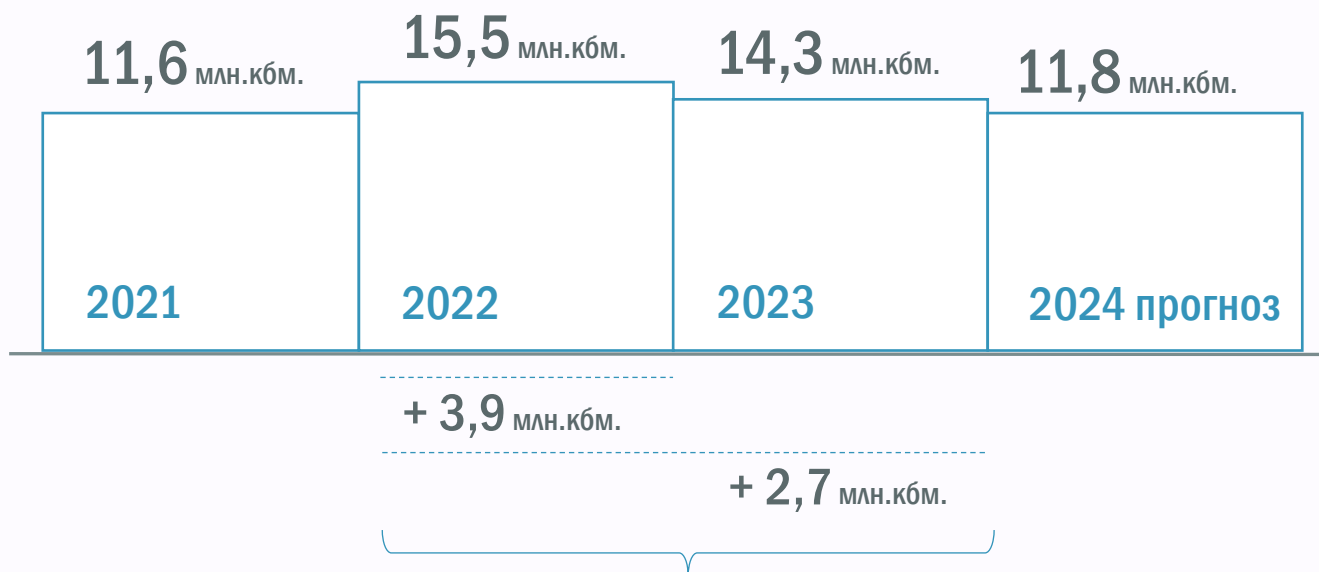 11,6 млн.кбм.
15,5 млн.кбм.
14,3 млн.кбм.
11,8 млн.кбм.
2021
2022
2023
2024 прогноз
+ 3,9 млн.кбм.
+ 2,7 млн.кбм.